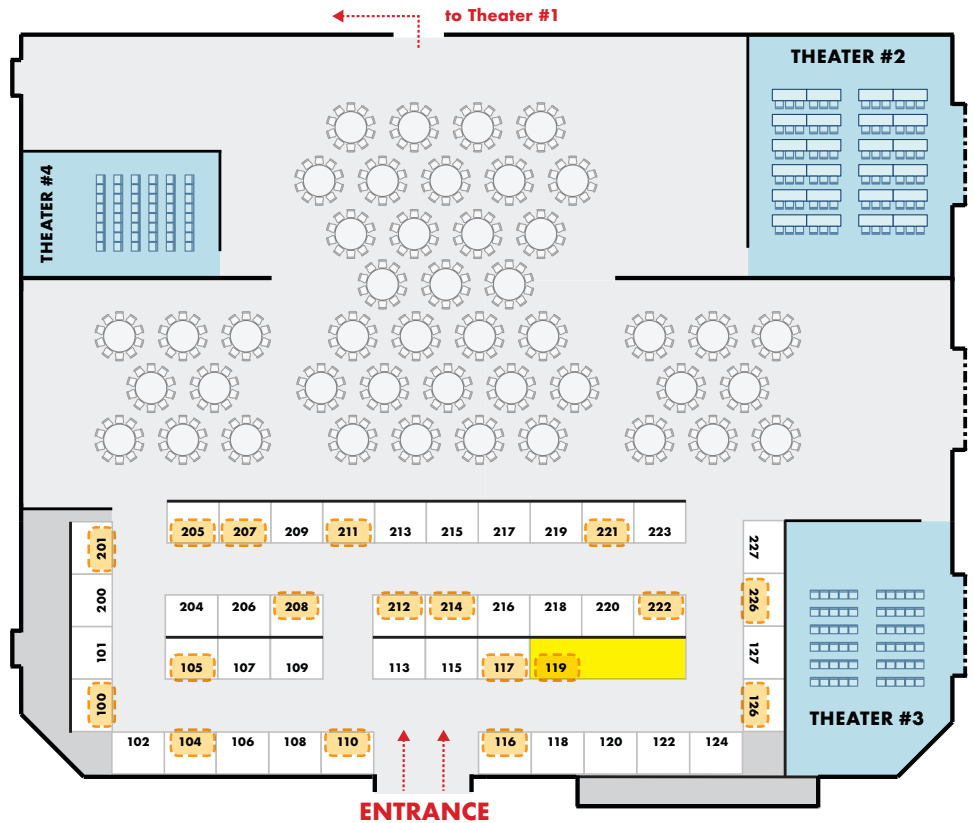 to Theater #1
THEATER #2
THEATER #4
205 207 209 211 213 215 217 219 221 223
201
227
200
204 206 208 212 214 216 218 220 222
226
101
105 107 109 113 115 117 119
127
100
126
THEATER #3
102 104 106 108 110 116 118 120 122 124
ENTRANCE